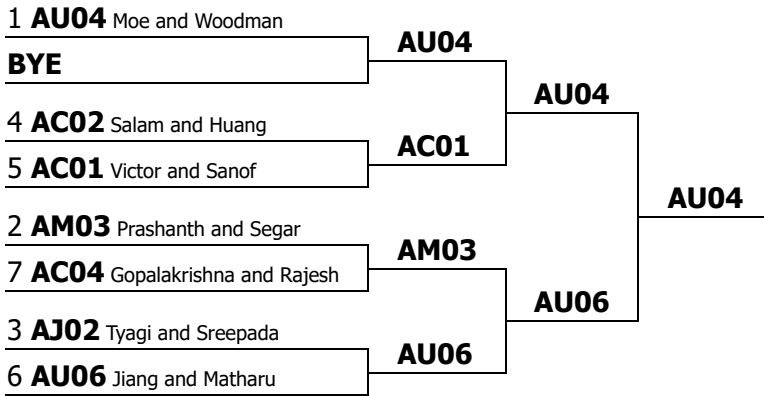 1 AU04 Moe and Woodman
BYE
4 AC02 Salam and Huang
5 AC01 Victor and Sanof
2 AM03 Prashanth and Segar
7 AC04 Gopalakrishna and Rajesh
3 AJ02 Tyagi and Sreepada
6 AU06 Jiang and Matharu
AU04
AC01
AM03
AU06
AU04
AU06
AU04